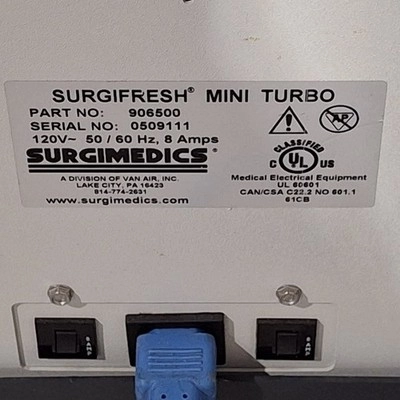 SURGIFRESH® MINI TURBO
PART NO: 906500
SERIAL NO: 0509111
120V~ 50 / 60 Hz, 8 Amps
SURGIMEDICS®
A DIVISION OF VAN AIR, INC.
LAKE CITY, PA 16423
814-774-2631
www.surgimedics.com
AP
CLASSIFIED
C UL US
Medical Electrical Equipment
UL 60601
CAN/CSA C22.2 NO 601.1
61CB